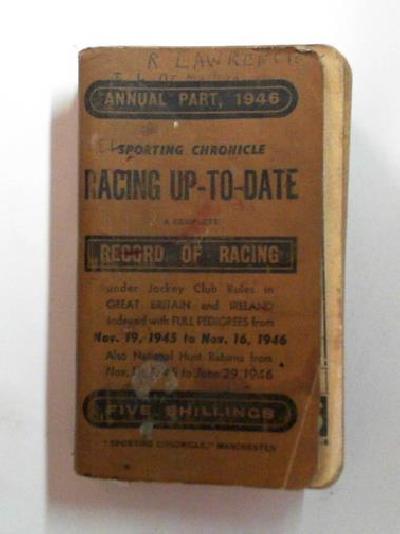 R LAWRENCE
ANNUAL PART, 1946
SPORTING CHRONICLE
RACING UP-TO-DATE
A COMPLETE
RECORD OF RACING
under Jockey Club Rules in
GREAT BRITAIN and IRELAND
Indexed with FULL PEDIGREES from
Nov. 19, 1945 to Nov. 16, 1946
Also National Hunt Returns from
Nov. 1945 to June 29, 1946
FIVE SHILLINGS
"SPORTING CHRONICLE," MANCHESTER